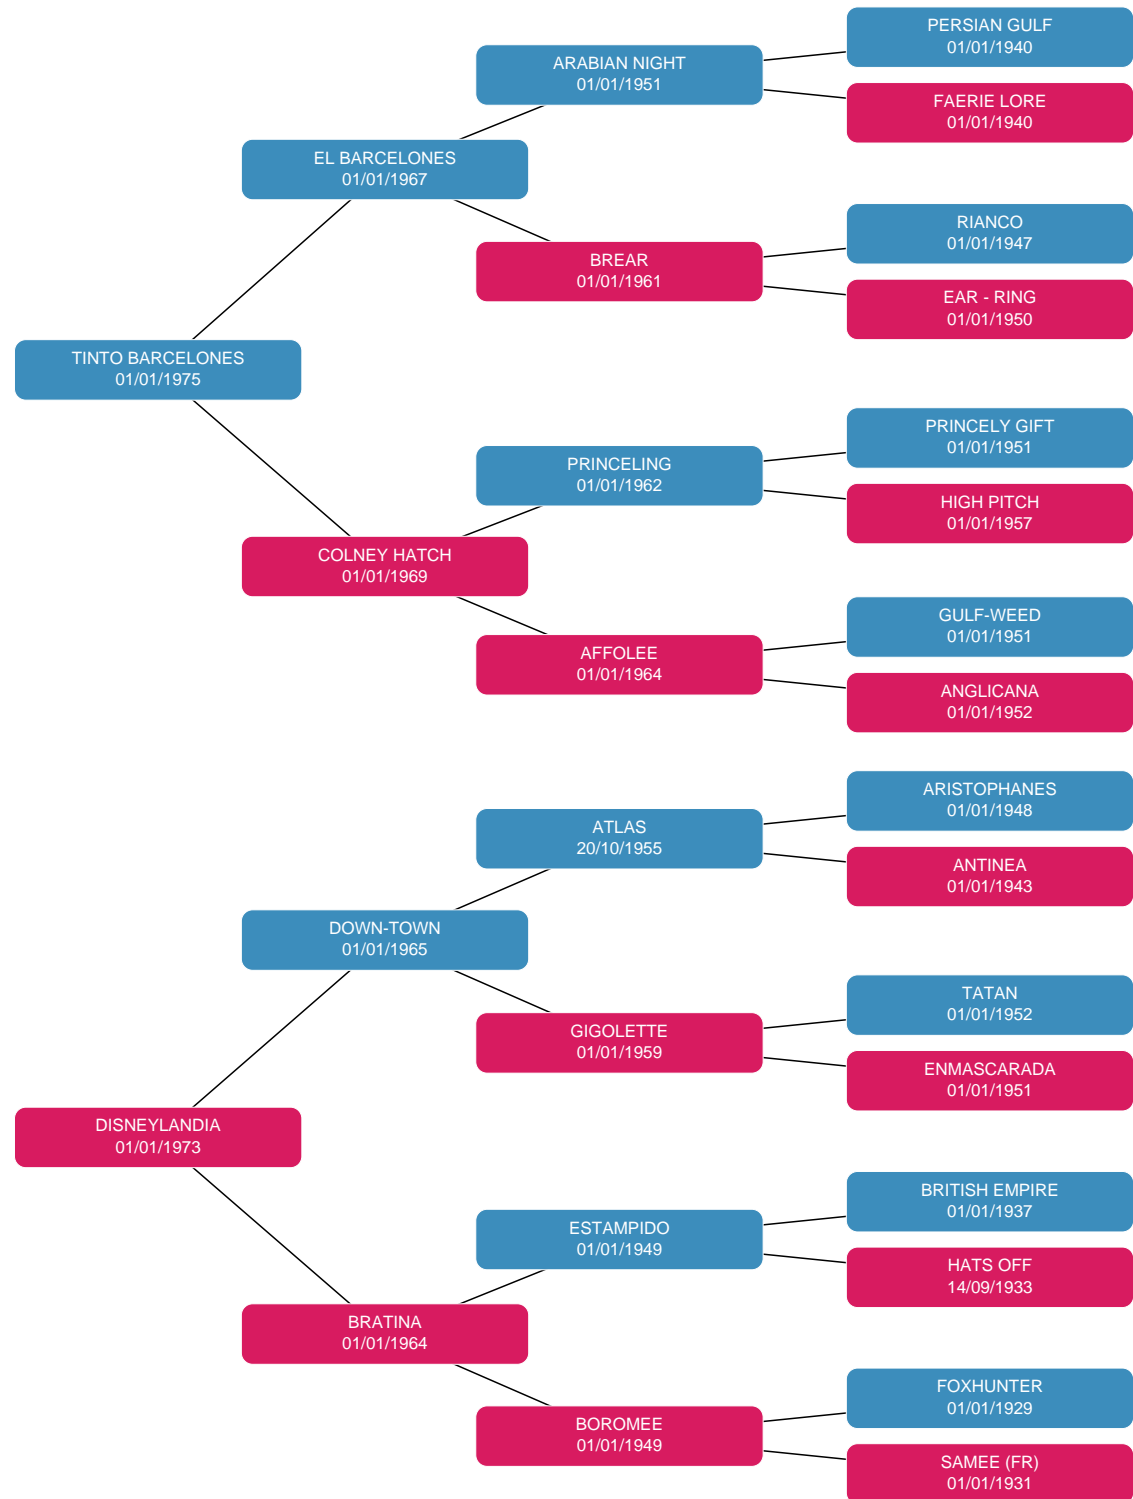 PERSIAN GULF
01/01/1940
ARABIAN NIGHT
01/01/1951
FAERIE LORE
01/01/1940
EL BARCELONES
01/01/1967
RIANCO
01/01/1947
BREAR
01/01/1961
EAR - RING
01/01/1950
TINTO BARCELONES
01/01/1975
PRINCELY GIFT
01/01/1951
PRINCELING
01/01/1962
HIGH PITCH
01/01/1957
COLNEY HATCH
01/01/1969
GULF-WEED
01/01/1951
AFFOLEE
01/01/1964
ANGLICANA
01/01/1952
ARISTOPHANES
01/01/1948
ATLAS
20/10/1955
ANTINEA
01/01/1943
DOWN-TOWN
01/01/1965
TATAN
01/01/1952
GIGOLETTE
01/01/1959
ENMASCARADA
01/01/1951
DISNEYLANDIA
01/01/1973
BRITISH EMPIRE
01/01/1937
ESTAMPIDO
01/01/1949
HATS OFF
14/09/1933
BRATINA
01/01/1964
FOXHUNTER
01/01/1929
BOROMEE
01/01/1949
SAMEE (FR)
01/01/1931